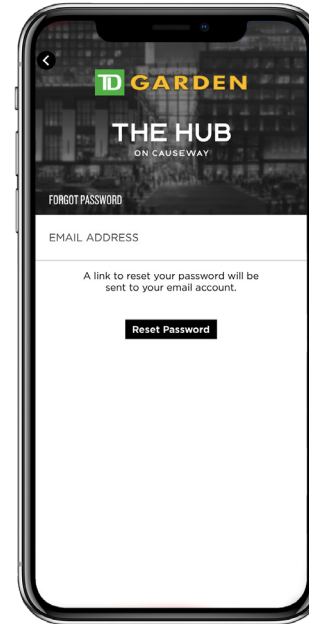 TD GARDEN
THE HUB
ON CAUSEWAY
FORGOT PASSWORD
EMAIL ADDRESS
A link to reset your password will be
sent to your email account.
Reset Password